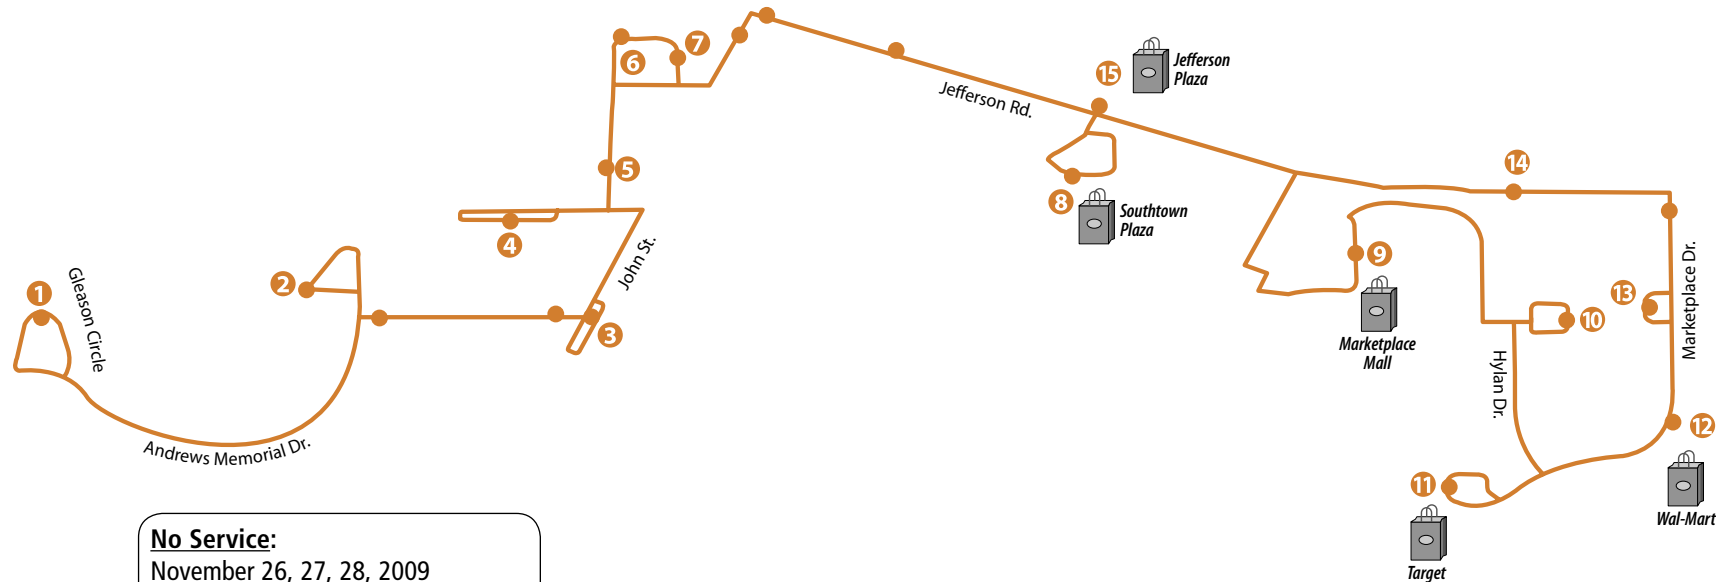 7
6
15
Jefferson
Plaza
Jefferson Rd.
14
5
8
Southtown
Plaza
4
John St.
9
Marketplace Dr.
Gleason Circle
1
2
13
10
3
Marketplace
Mall
Hylan Dr.
12
Andrews Memorial Dr.
11
Wal-Mart
Target
No Service:
November 26, 27, 28, 2009